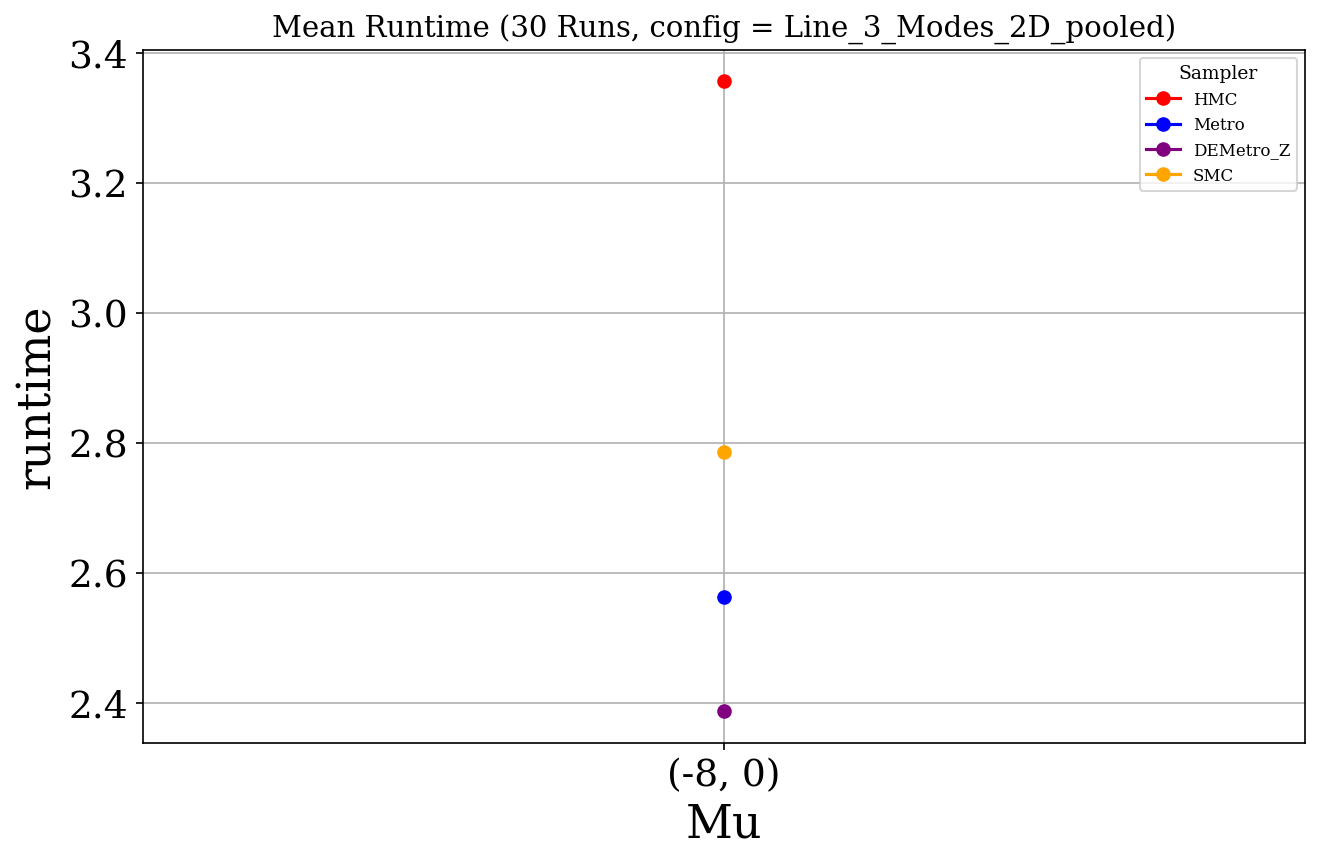 Mean Runtime (30 Runs, config = Line_3_Modes_2D_pooled)
3.4
3.2
3.0
2.8
2.6
2.4
runtime
Sampler
HMC
Metro
DEMetro_Z
SMC
(-8, 0)
Mu